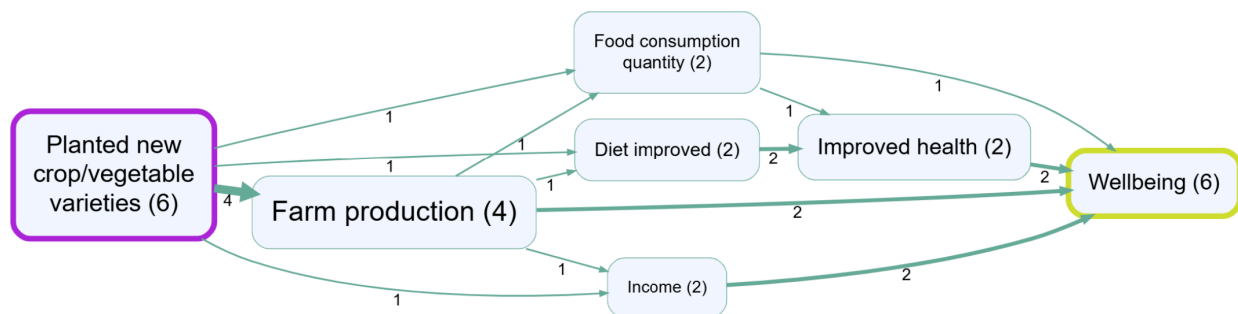 Food consumption
quantity (2)
1
1
1
Planted new
crop/vegetable
varieties (6)
1
1
Diet improved (2)
2
Improved health (2)
2
Wellbeing (6)
4
Farm production (4)
1
2
1
Income (2)
2
1